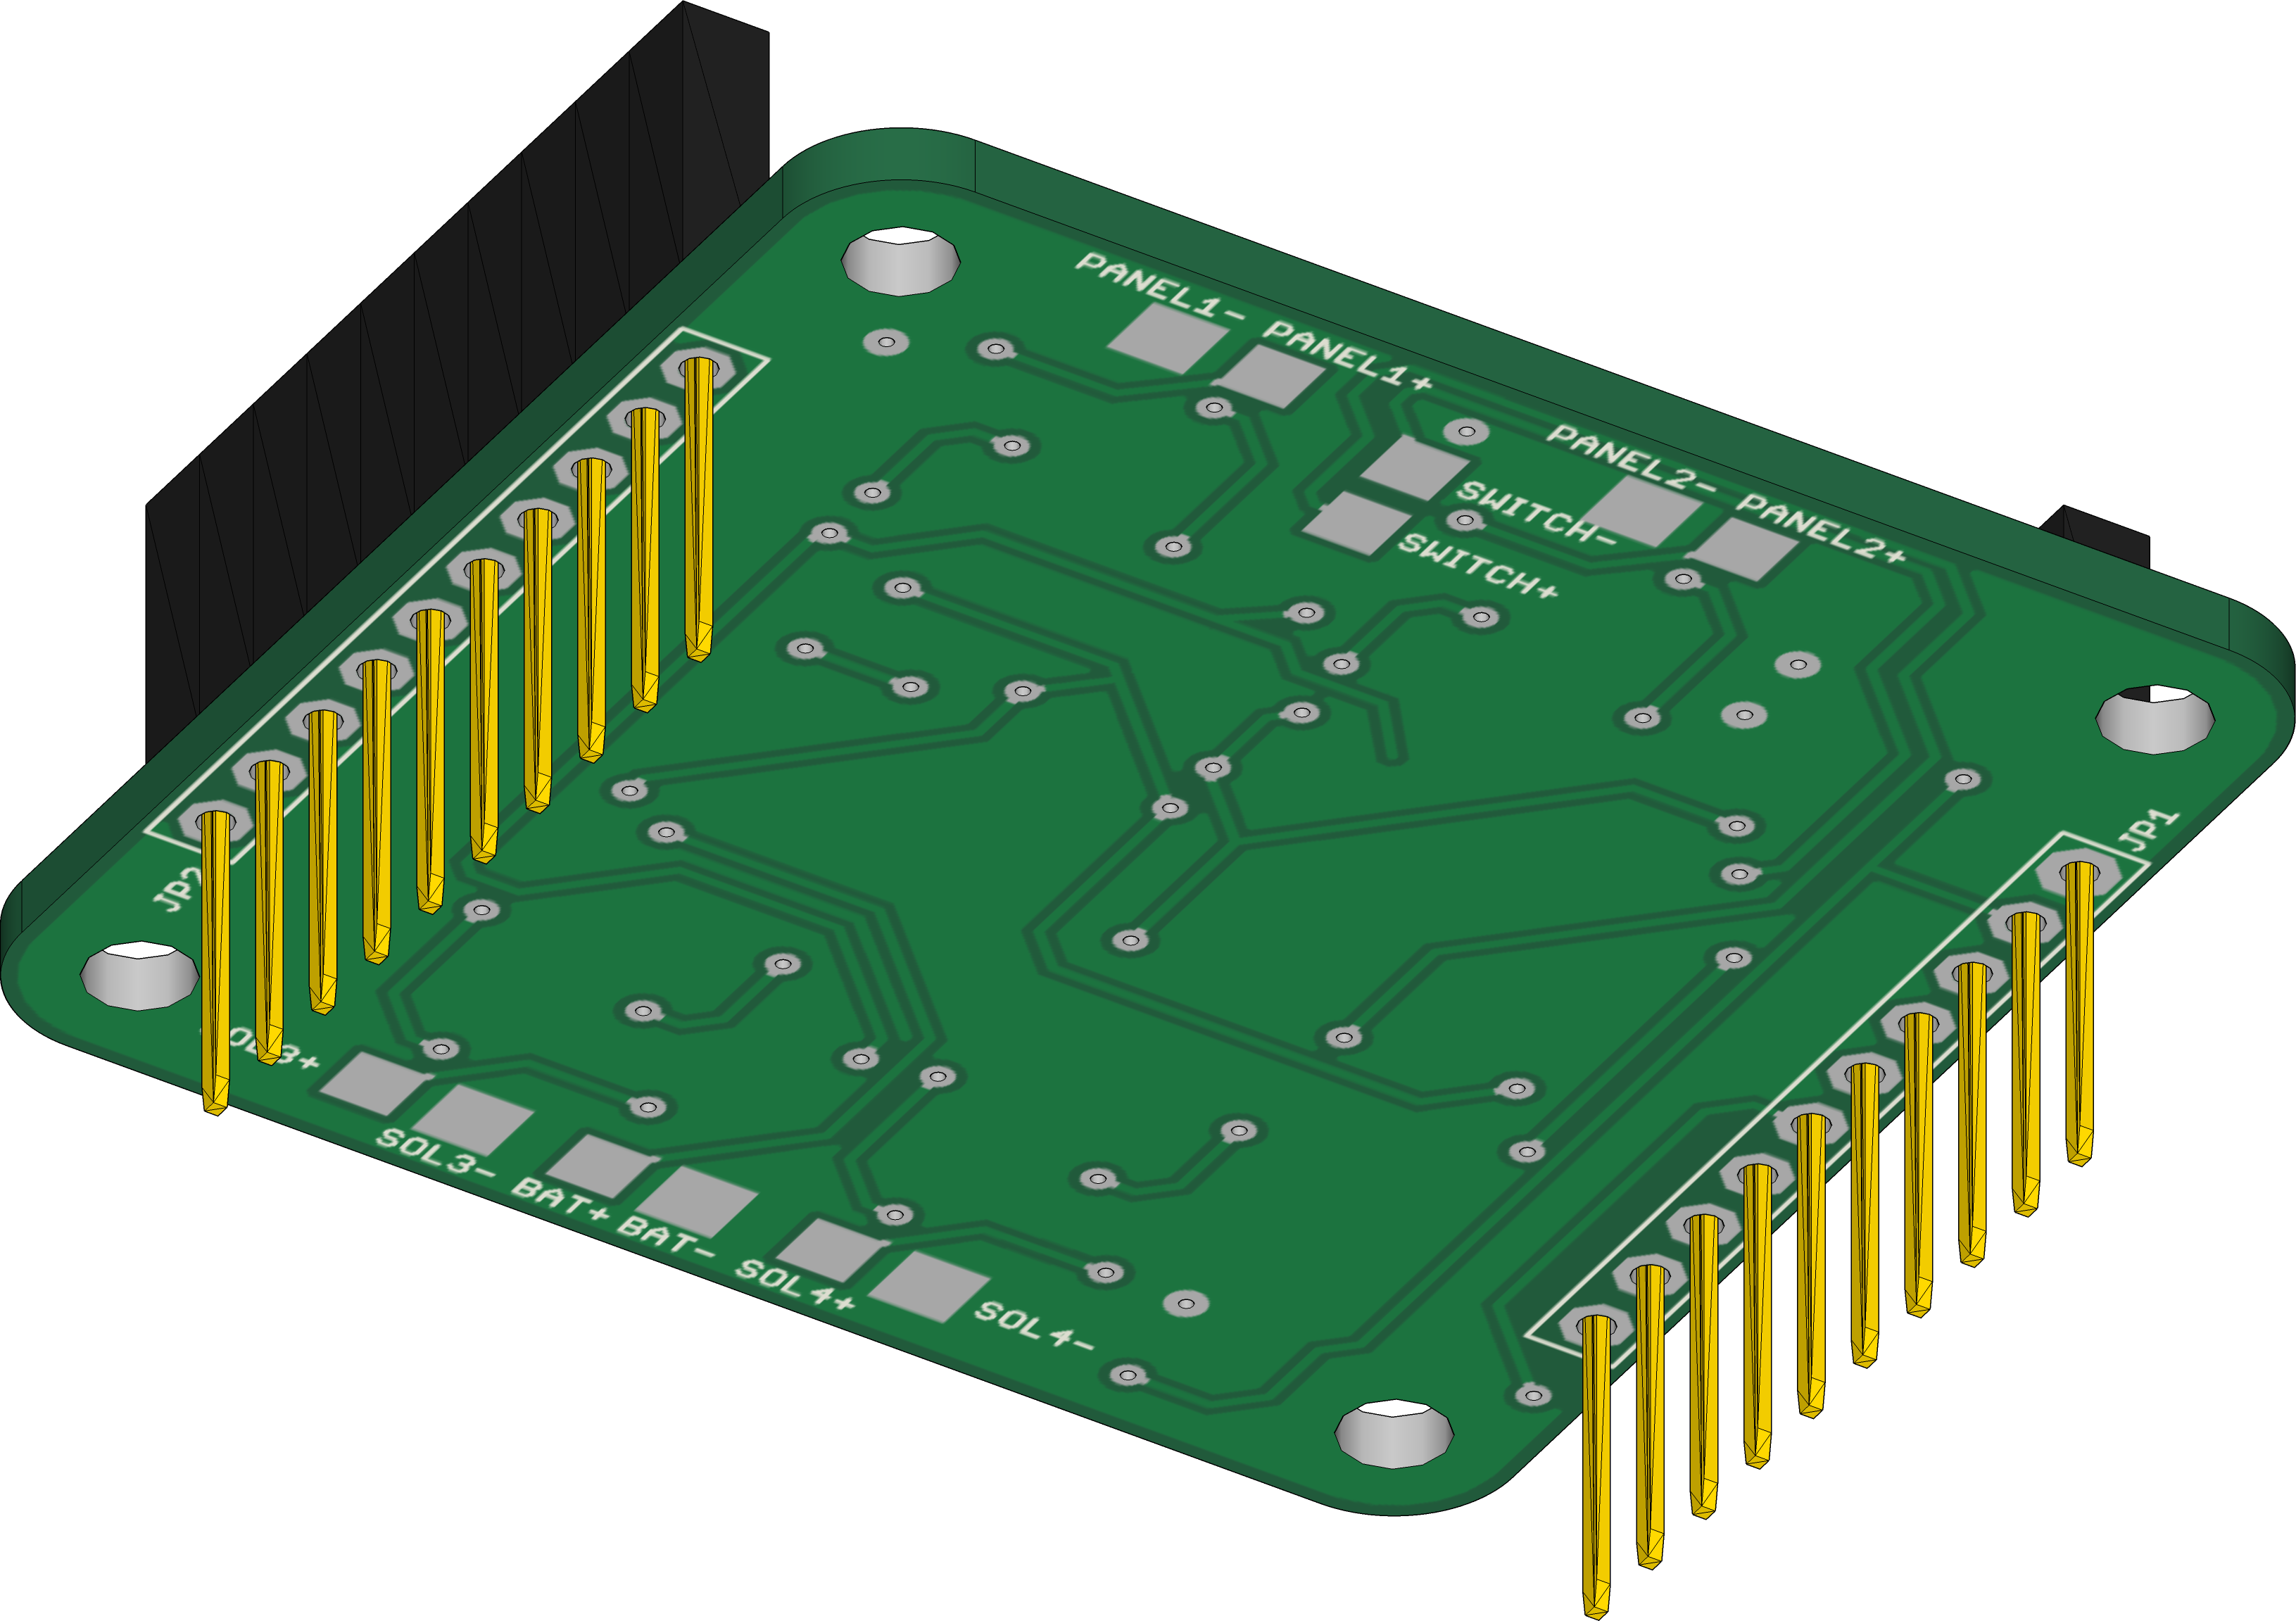 PANEL1-
PANEL1+
PANEL2-
PANEL2+
SWITCH-
SWITCH+
JP1
SOL3-
BAT+
BAT-
SOL4+
SOL4-